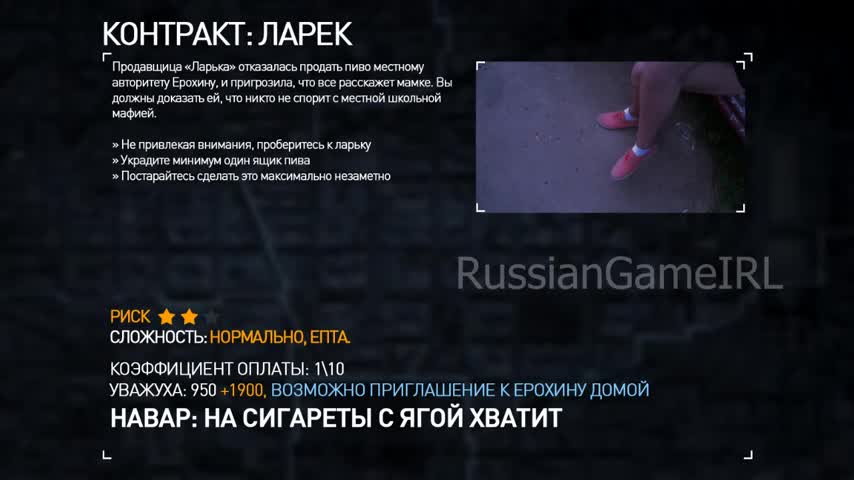 КОНТРАКТ: ЛАРЕК
Продавщица «Ларька» отказалась продать пиво местному
авторитету Ерохину, и пригрозила, что все расскажет мамке. Вы
должны доказать ей, что никто не спорит с местной школьной
мафией.
» Не привлекая внимания, проберитесь к ларьку
» Украдите минимум один ящик пива
» Постарайтесь сделать это максимально незаметно
RussianGameIRL
РИСК
СЛОЖНОСТЬ: НОРМАЛЬНО, ЕПТА.
КОЭФФИЦИЕНТ ОПЛАТЫ: 1\10
УВАЖУХА: 950 +1900, ВОЗМОЖНО ПРИГЛАШЕНИЕ К ЕРОХИНУ ДОМОЙ
НАВАР: НА СИГАРЕТЫ С ЯГОЙ ХВАТИТ